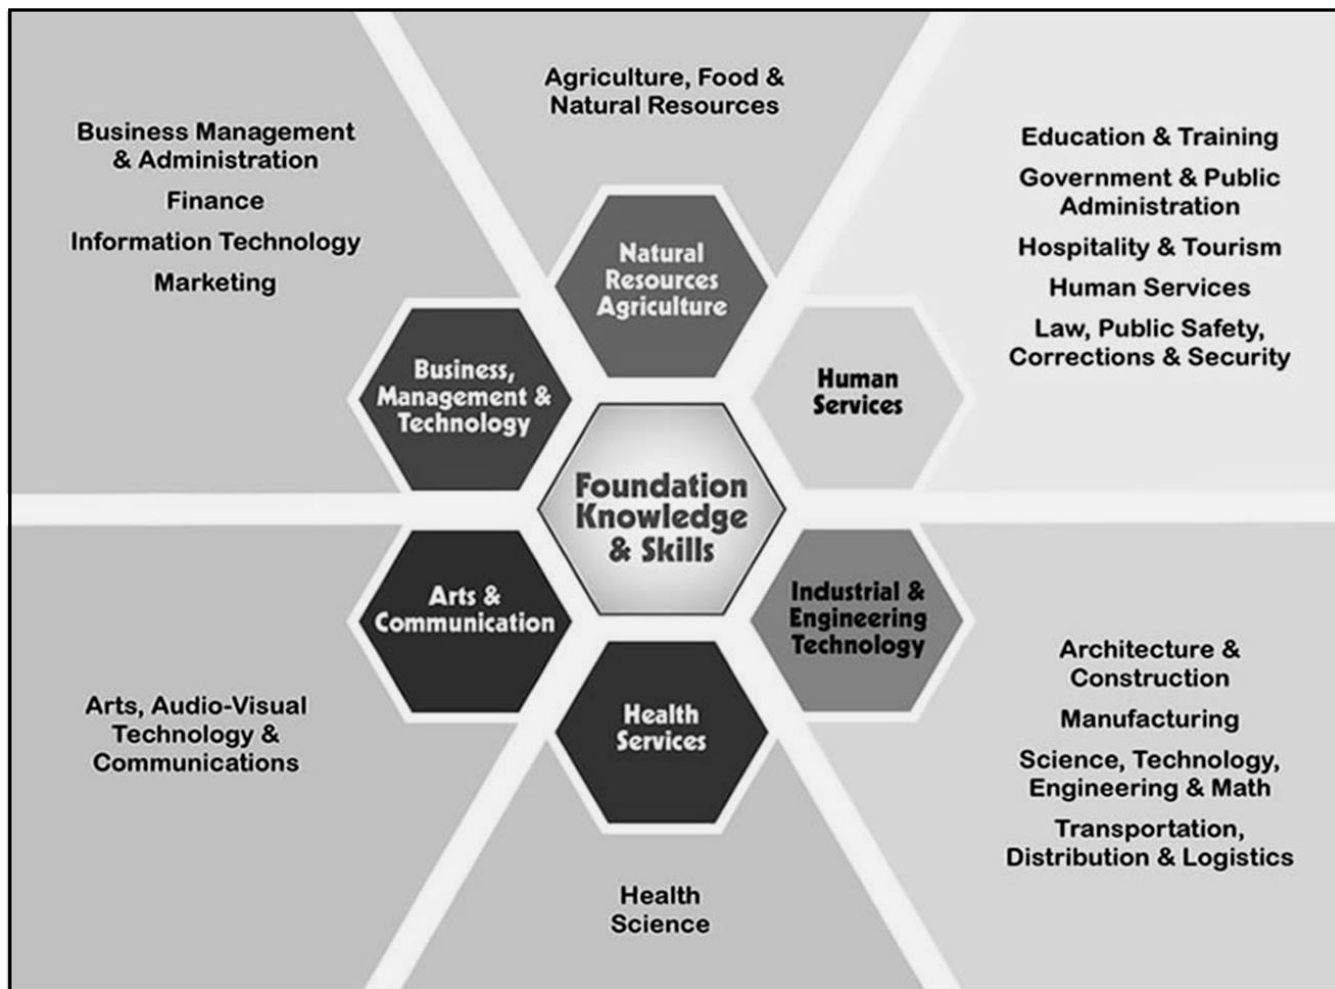 Agriculture, Food &
Natural Resources
Business Management
& Administration
Finance
Information Technology
Marketing
Education & Training
Government & Public
Administration
Hospitality & Tourism
Human Services
Law, Public Safety,
Corrections & Security
Natural
Resources
Agriculture
Business,
Management &
Technology
Human
Services
Foundation
Knowledge
& Skills
Arts &
Communication
Industrial &
Engineering
Technology
Health
Services
Arts, Audio-Visual
Technology &
Communications
Architecture &
Construction
Manufacturing
Science, Technology,
Engineering & Math
Transportation,
Distribution & Logistics
Health
Science